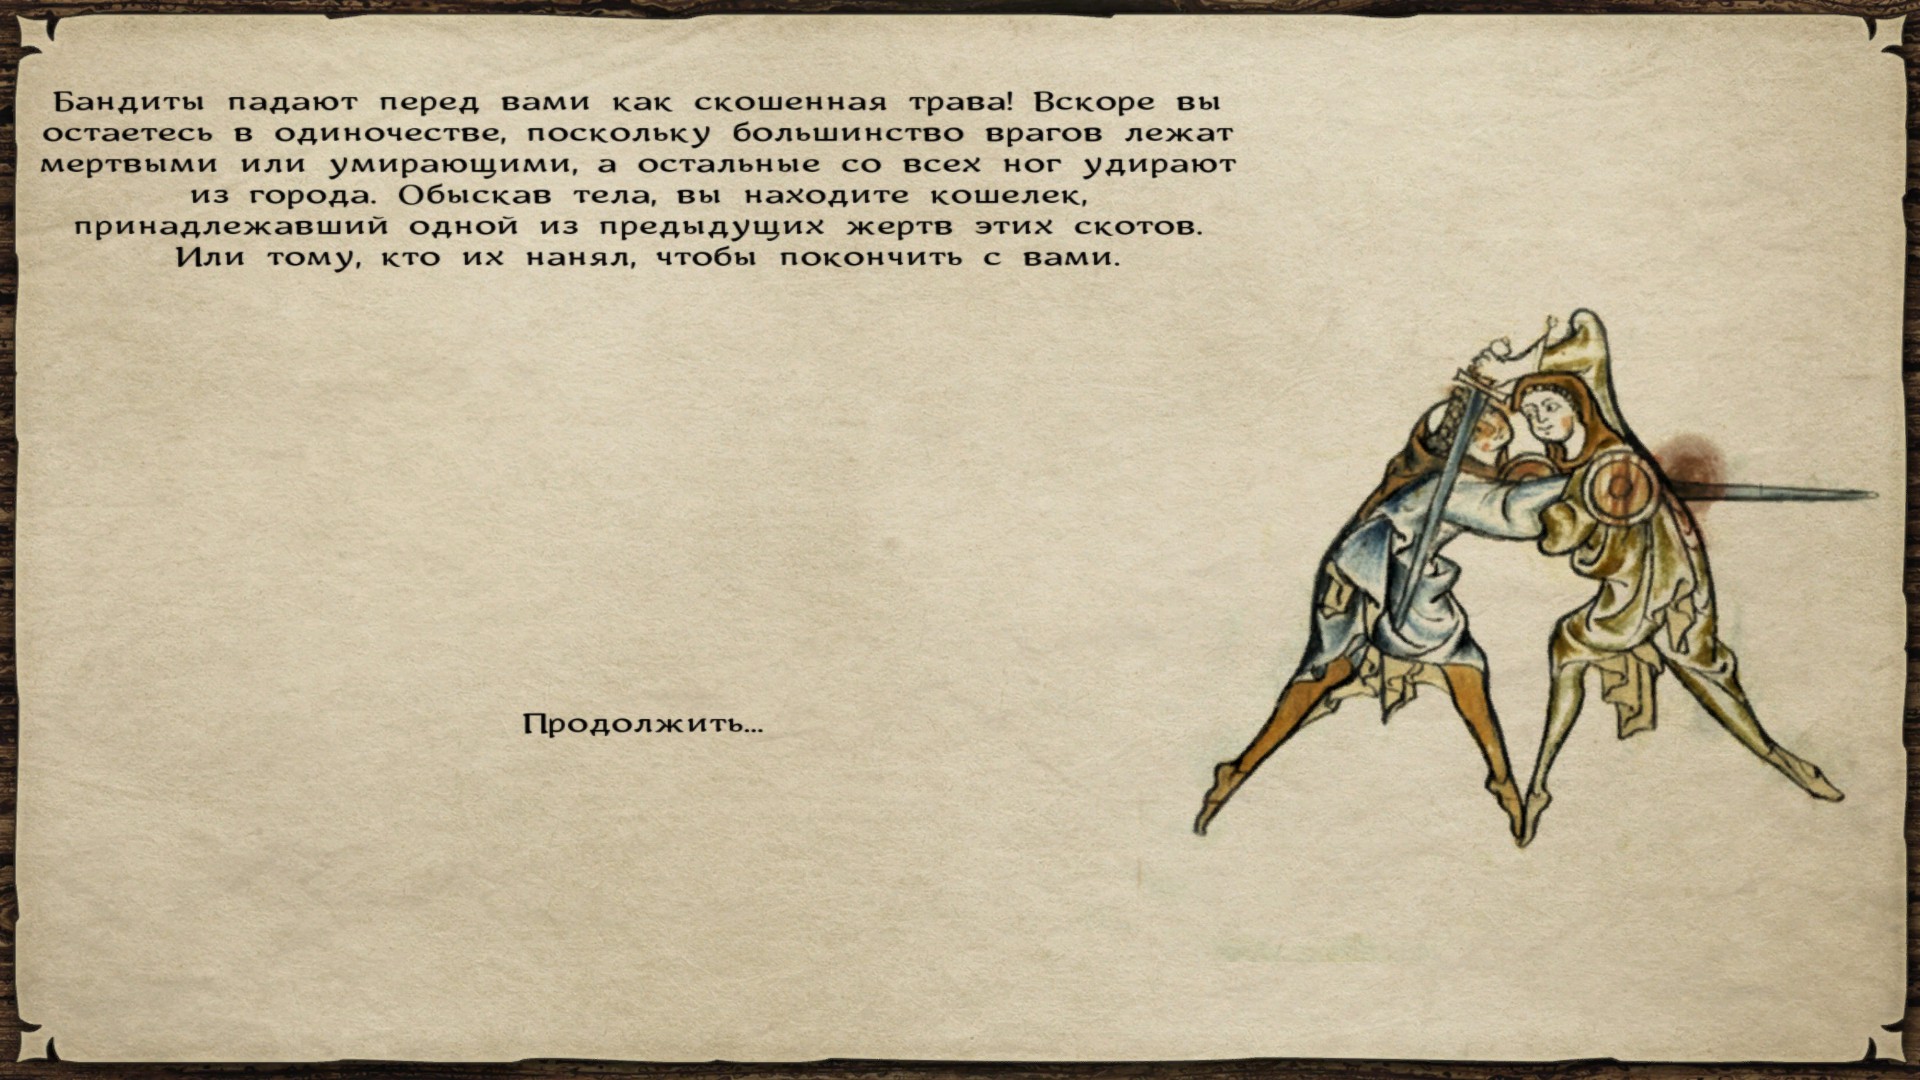 Бандиты падают перед вами как скошенная трава! Вскоре вы
остаетесь в одиночестве, поскольку большинство врагов лежат
мертвыми или умирающими, а остальные со всех ног удирают
из города. Обыскав тела, вы находите кошелек,
принадлежавший одной из предыдущих жертв этих скотов.
Или тому, кто их нанял, чтобы покончить с вами.
Продолжить...